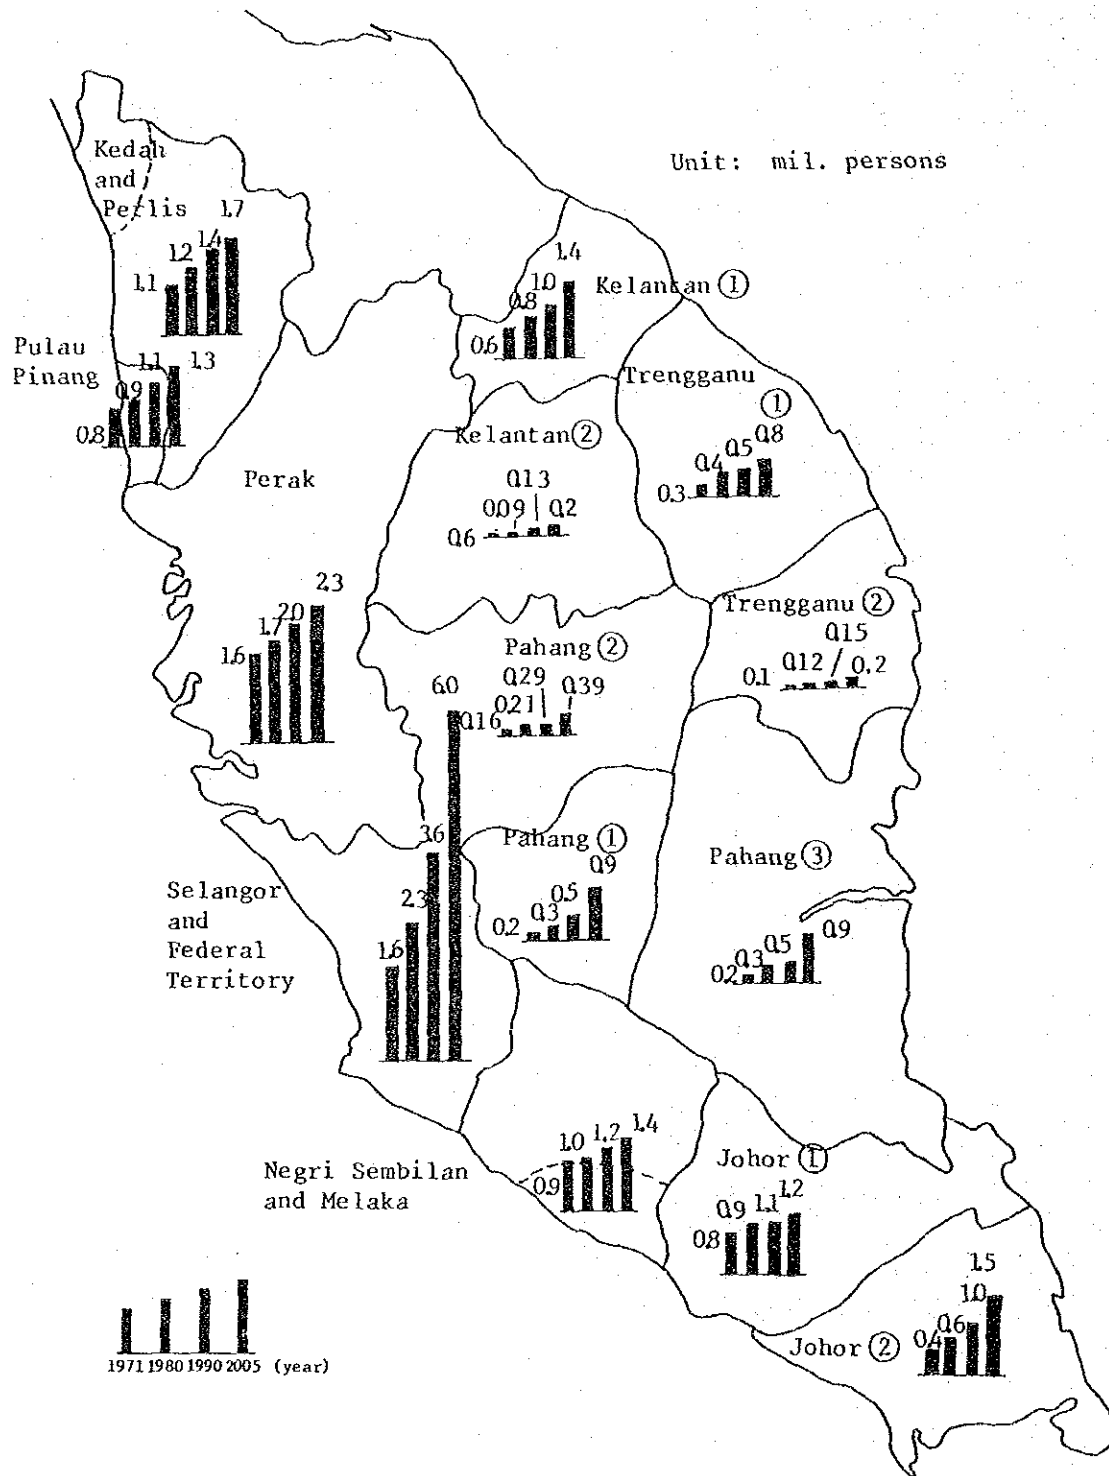 Unit: mil. persons
Kedah
and
Perlis
1.1 1.2 1.4 1.7
Pulau
Pinang
0.8 0.9 1.1 1.3
Kelantan ①
0.6 0.8 1.0 1.4
Trengganu
①
0.3 0.4 0.5 0.8
Kelantan ②
0.6 0.09 0.13 0.2
Perak
1.6 1.7 2.0 2.3
Trengganu ②
0.1 0.12 0.15 0.2
Pahang ②
0.16 0.21 0.29 0.39
Pahang ①
0.2 0.3 0.5 0.9
Pahang ③
0.2 0.3 0.5 0.9
Selangor
and
Federal
Territory
1.6 2.3 3.6 6.0
Negri Sembilan
and Melaka
0.9 1.0 1.2 1.4
Johor ①
0.8 0.9 1.1 1.2
Johor ②
0.4 0.6 1.0 1.5
1971 1980 1990 2005 (year)